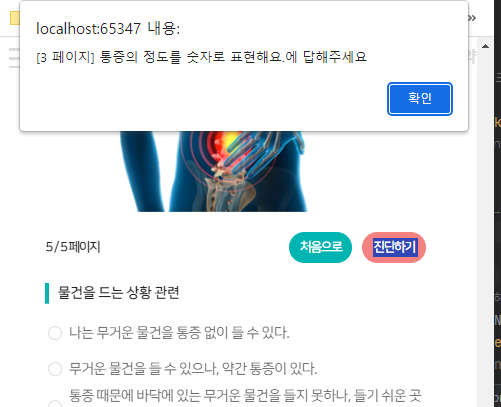 localhost:65347 내용:
[3 페이지] 통증의 정도를 숫자로 표현해요.에 답해주세요
확인
5 / 5 페이지
처음으로
진단하기
물건을 드는 상황 관련
나는 무거운 물건을 통증 없이 들 수 있다.
무거운 물건을 들 수 있으나, 약간 통증이 있다.
통증 때문에 바닥에 있는 무거운 물건을 들지 못하나, 들기 쉬운 곳